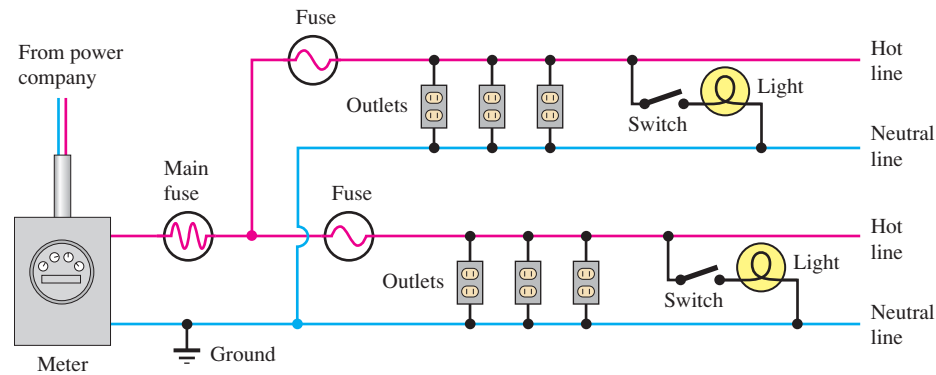 Fuse
From power
company
Hot
line
Light
Outlets
Switch
Neutral
line
Main
fuse
Fuse
Hot
line
Light
Outlets
Switch
Neutral
line
Ground
Meter